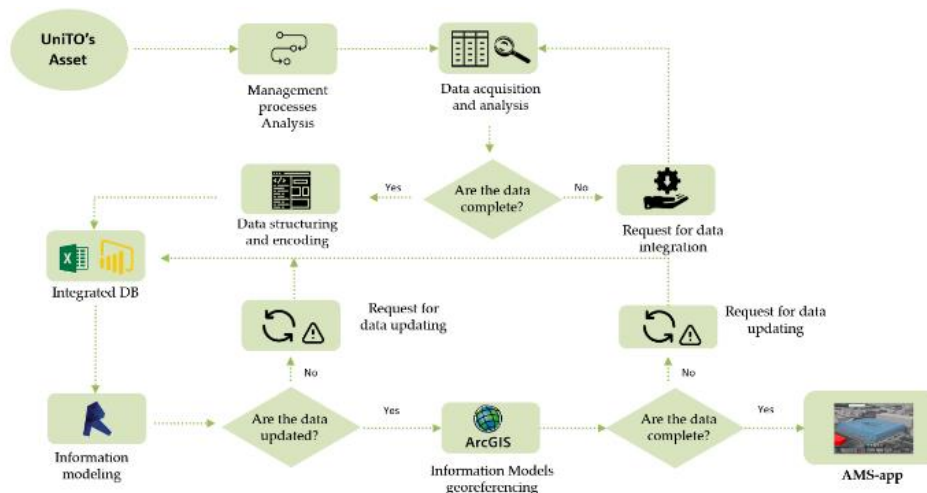 UniTO's
Asset
Management
processes
Analysis
Data acquisition
and analysis
Are the data
complete?
Yes
No
Data structuring
and encoding
Request for data
integration
Integrated DB
Request for
data updating
Request for data
updating
No
No
Information
modeling
Are the data
updated?
Yes
ArcGIS
Information Models
georeferencing
Are the data
complete?
Yes
AMS-app